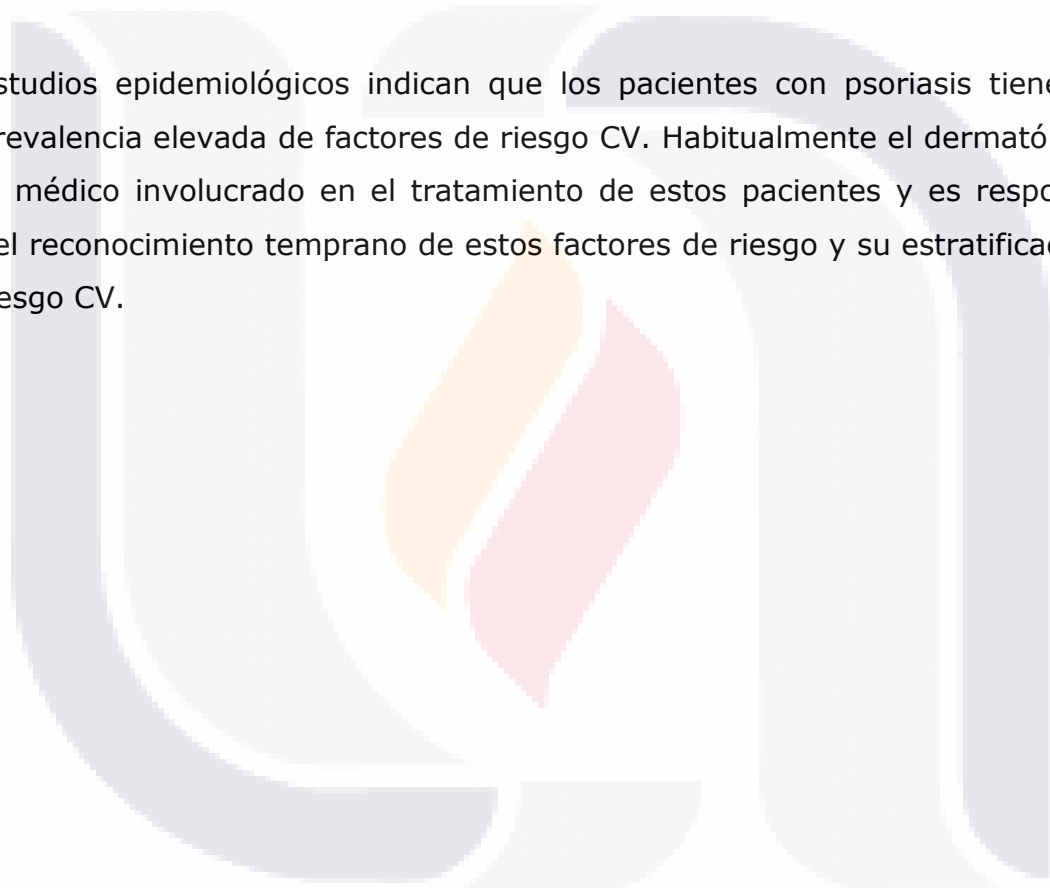 studios epidemiológicos indican que los pacientes con psoriasis tiene
revalencia elevada de factores de riesgo CV. Habitualmente el dermató
médico involucrado en el tratamiento de estos pacientes y es respo
el reconocimiento temprano de estos factores de riesgo y su estratifica
esgo CV.